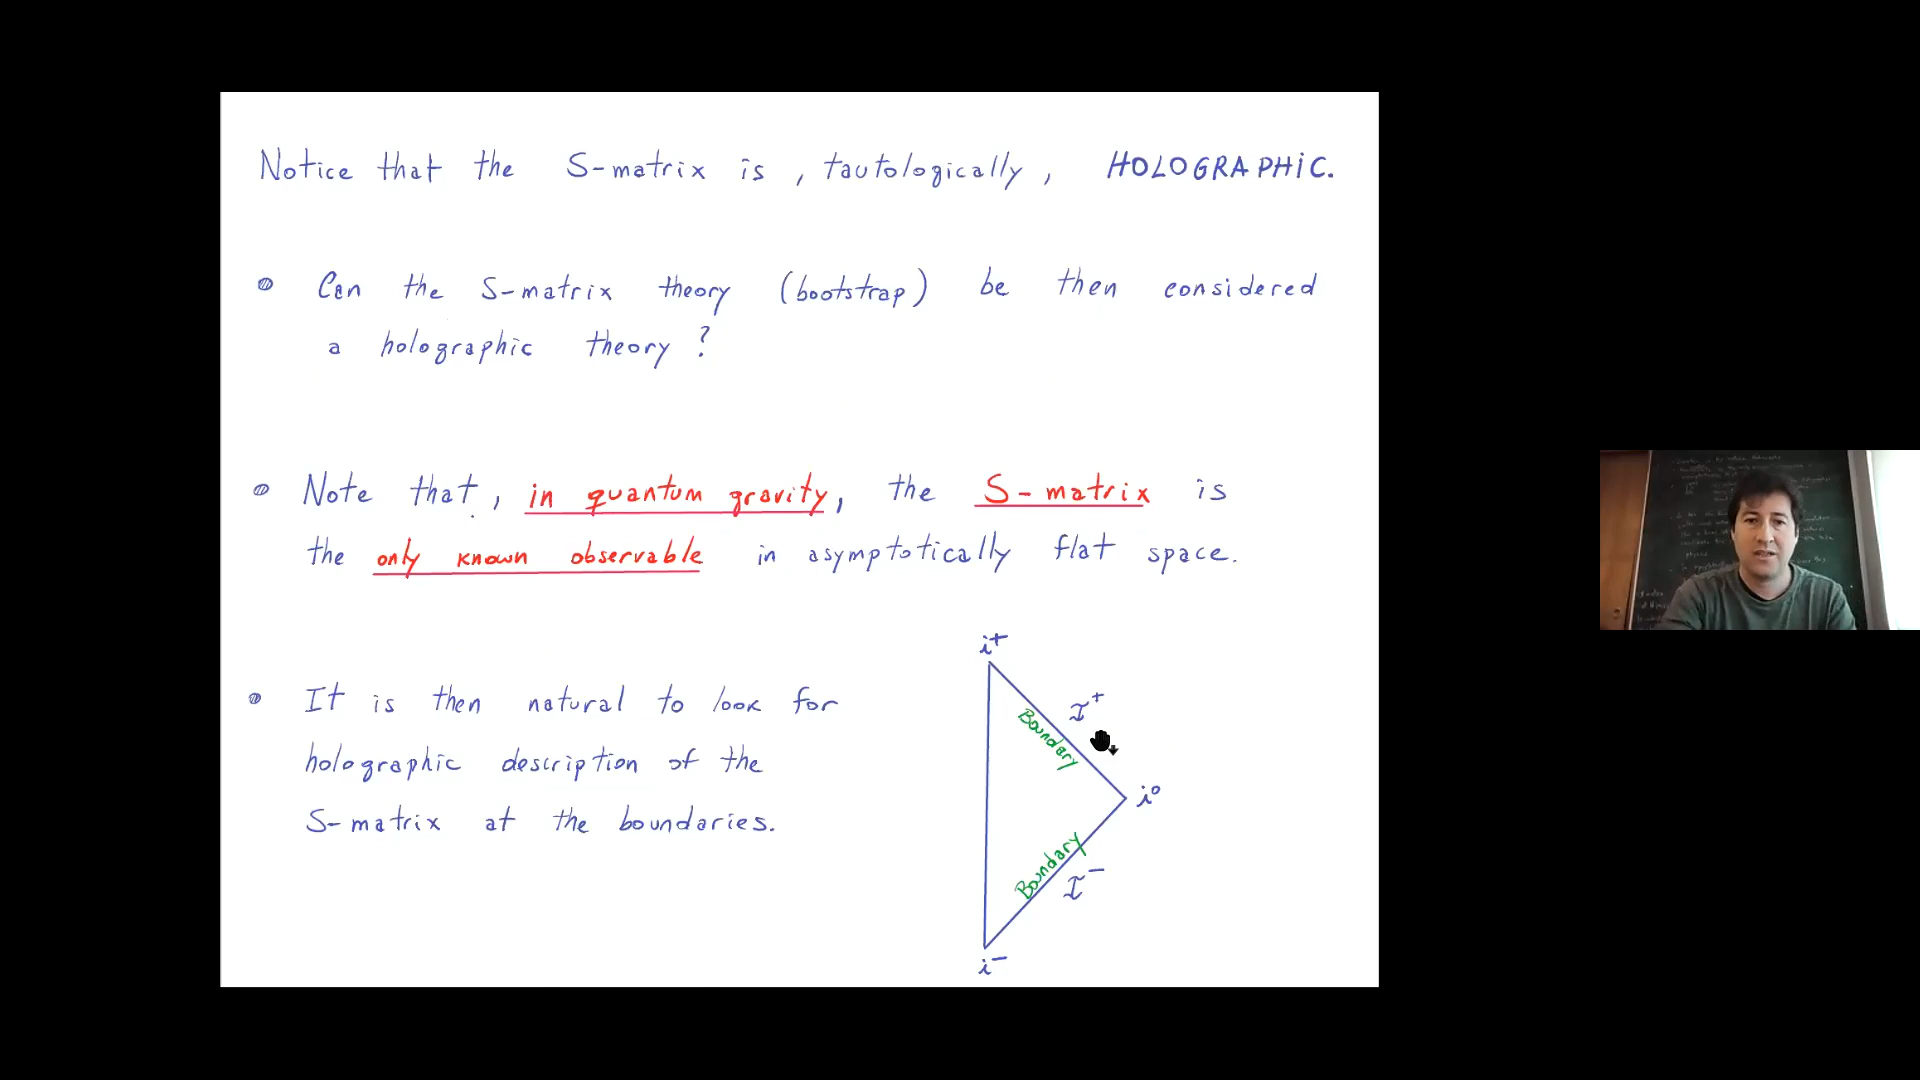 Notice that the S-matrix is, tautologically, HOLOGRAPHiC.
Can the S-matrix theory (bootstrap) be then considered
a holographic theory?
Note that, in quantum gravity, the S-matrix is
the only known observable in asymptotically flat space.
It is then natural to look for
holographic description of the
S-matrix at the boundaries.
i⁺
I⁺
Boundary
i⁰
Boundary
I⁻
i⁻